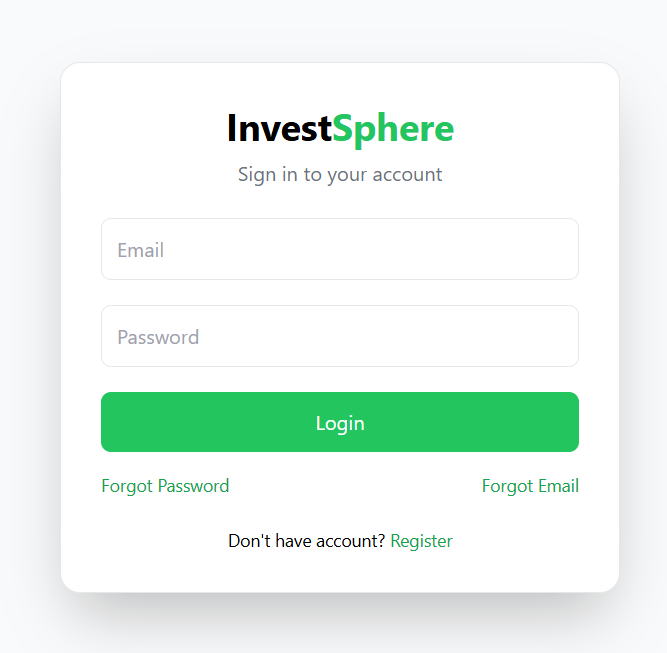 InvestSphere
Sign in to your account
Email
Password
Login
Forgot Password Forgot Email
Don't have account? Register